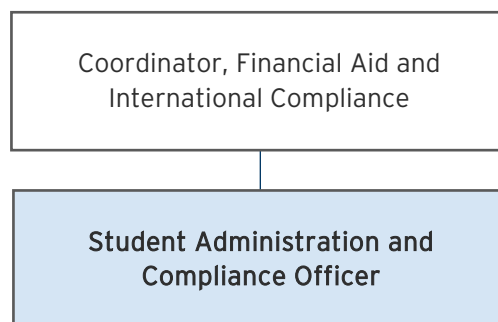 Coordinator, Financial Aid and
International Compliance
Student Administration and
Compliance Officer